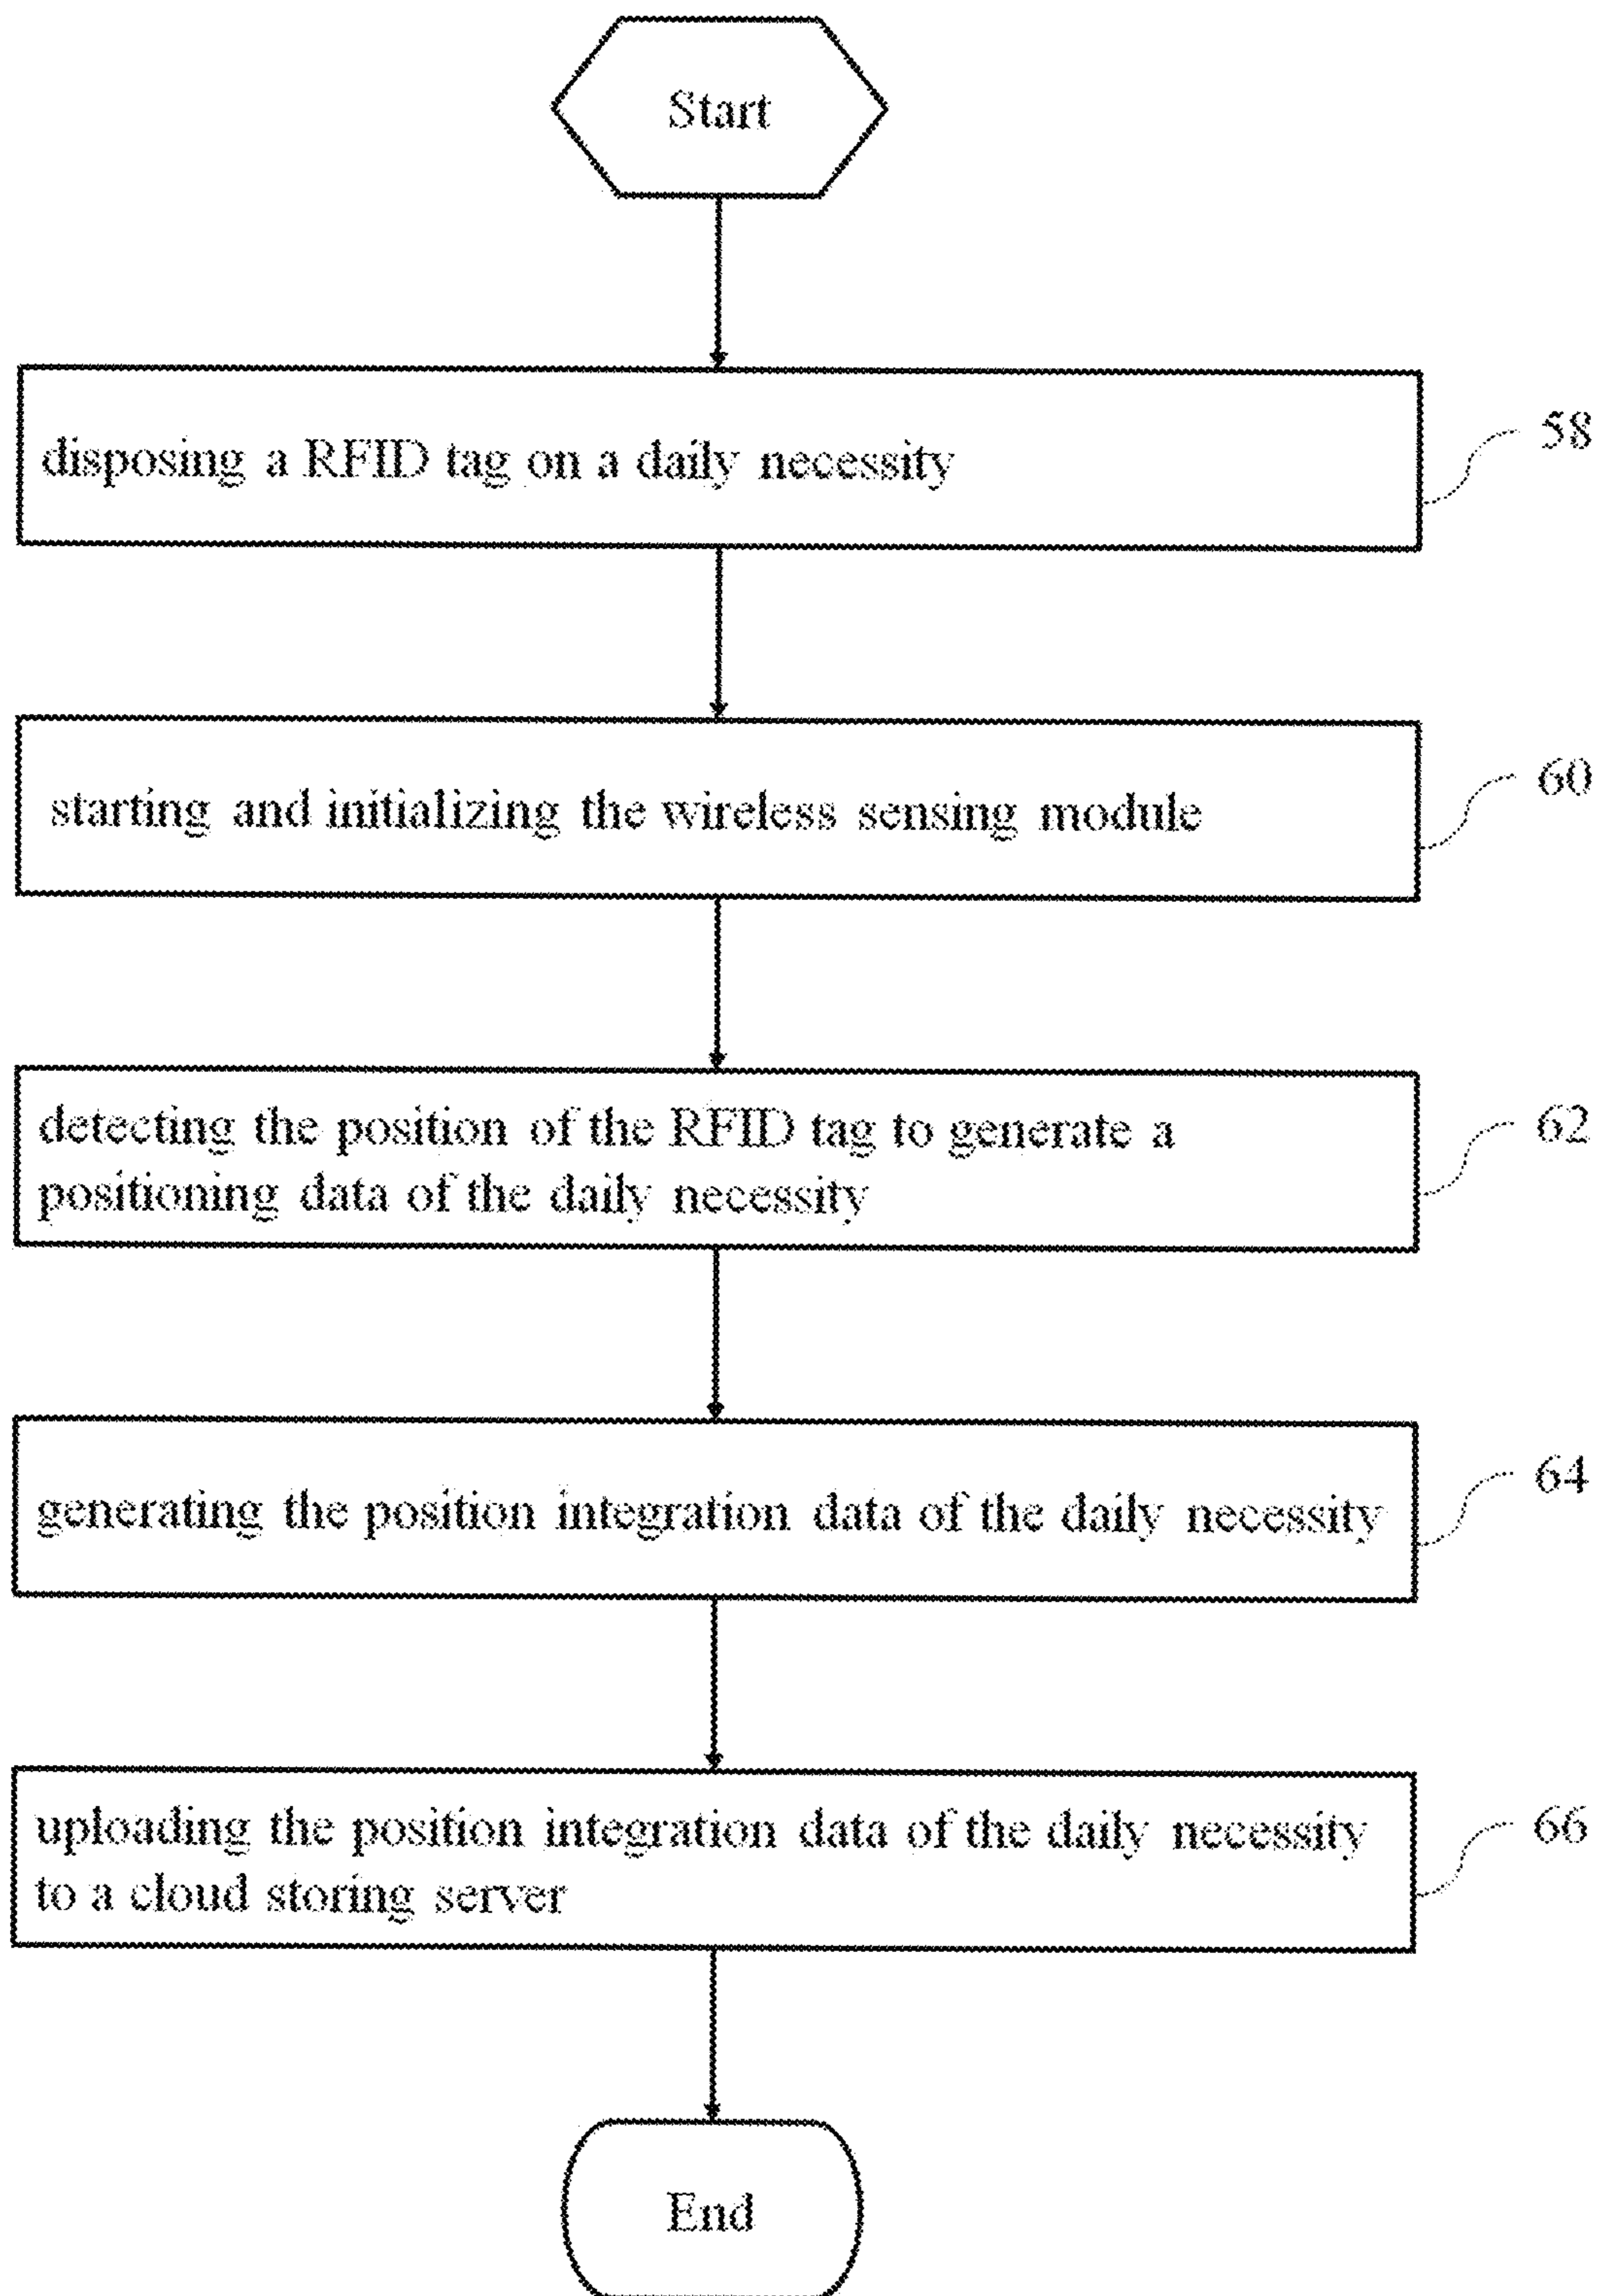 Start
disposing a RFID tag on a daily necessity
58
starting and initializing the wireless sensing module
60
detecting the position of the RFID tag to generate a
positioning data of the daily necessity
62
generating the position integration data of the daily necessity
64
uploading the position integration data of the daily necessity
to a cloud storing server
66
End